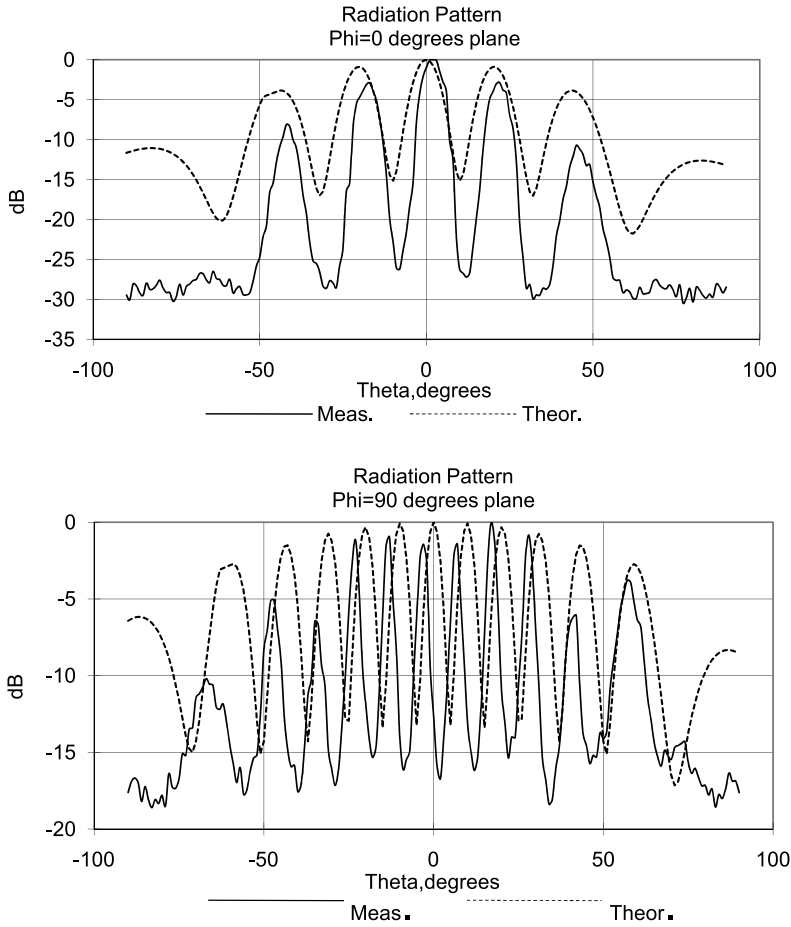 Radiation Pattern
Phi=0 degrees plane
0
-5
-10
-15
-20
-25
-30
-35
dB
-100
-50
0
50
100
Theta,degrees
Meas.
Theor.
Radiation Pattern
Phi=90 degrees plane
0
-5
-10
-15
-20
dB
-100
-50
0
50
100
Theta,degrees
Meas.
Theor.